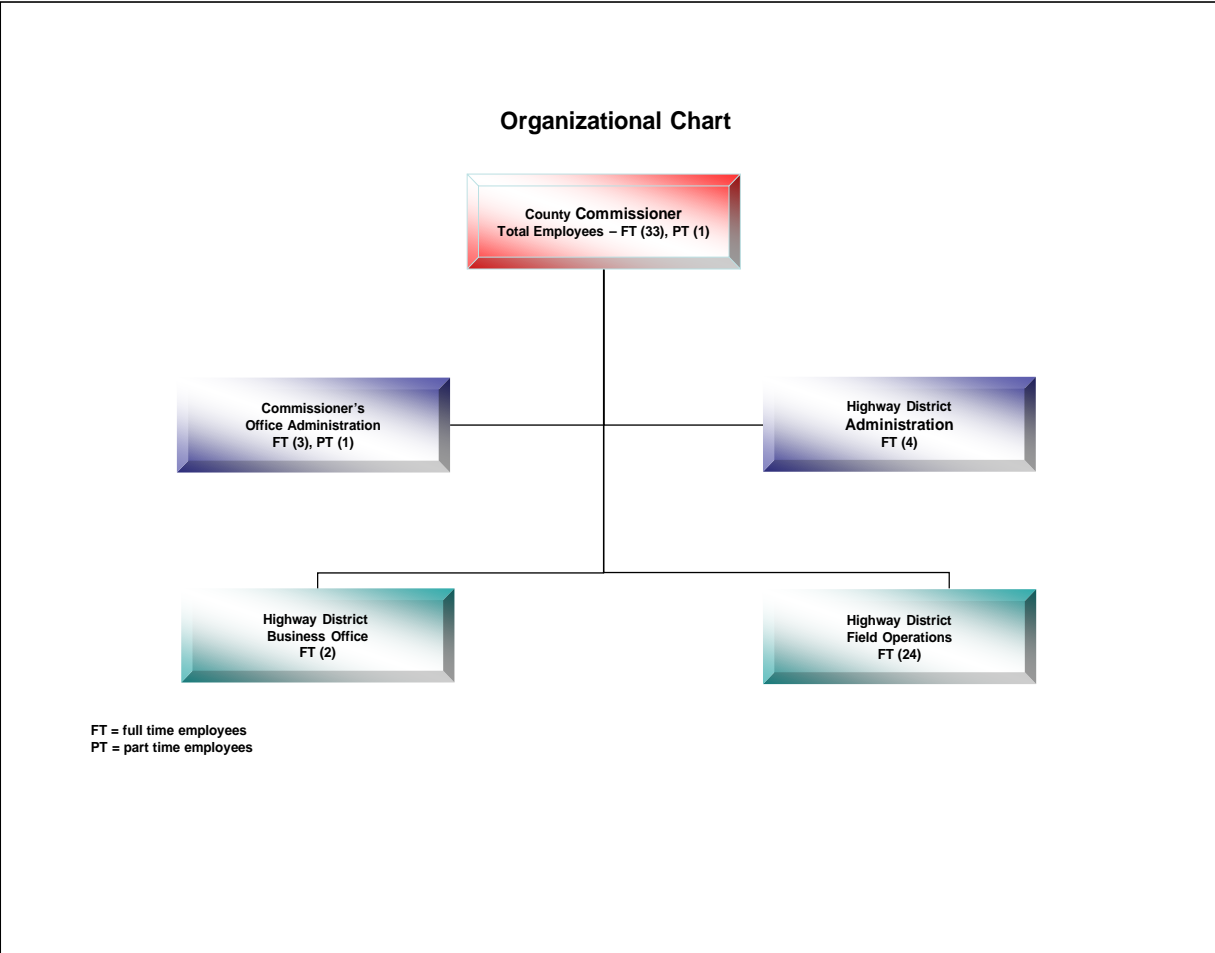 Organizational Chart
County Commissioner
Total Employees – FT (33), PT (1)
Commissioner's
Office Administration
FT (3), PT (1)
Highway District
Administration
FT (4)
Highway District
Business Office
FT (2)
Highway District
Field Operations
FT (24)
FT = full time employees
PT = part time employees